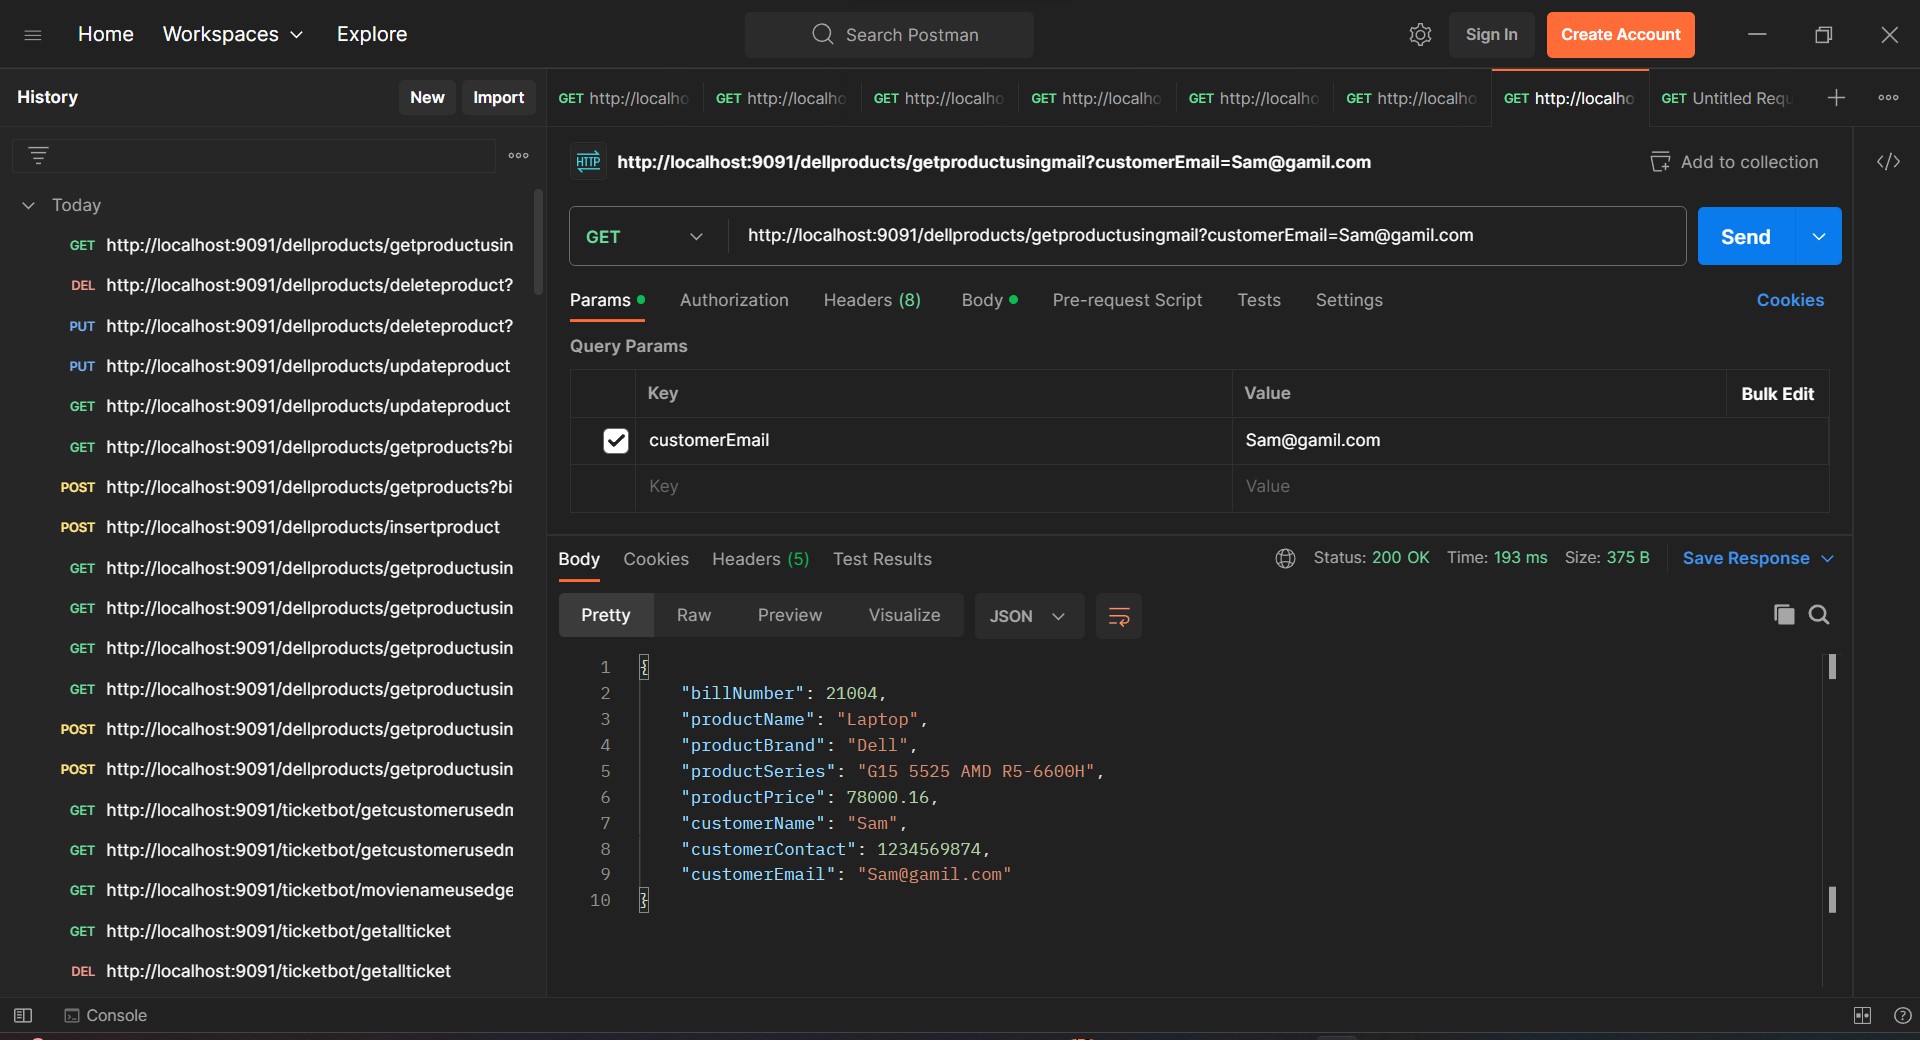 Home Workspaces Explore Search Postman Sign In Create Account
History New Import
GET http://localho GET http://localho GET http://localho GET http://localho GET http://localho GET http://localho GET http://localho GET Untitled Requ
HTTP http://localhost:9091/dellproducts/getproductusingmail?customerEmail=Sam@gamil.com Add to collection
GET http://localhost:9091/dellproducts/getproductusingmail?customerEmail=Sam@gamil.com Send
Params Authorization Headers (8) Body Pre-request Script Tests Settings Cookies
Query Params
Key Value Bulk Edit
customerEmail Sam@gamil.com
Key Value
Today
GET http://localhost:9091/dellproducts/getproductusin
DEL http://localhost:9091/dellproducts/deleteproduct?
PUT http://localhost:9091/dellproducts/deleteproduct?
PUT http://localhost:9091/dellproducts/updateproduct
GET http://localhost:9091/dellproducts/updateproduct
GET http://localhost:9091/dellproducts/getproducts?bi
POST http://localhost:9091/dellproducts/getproducts?bi
POST http://localhost:9091/dellproducts/insertproduct
GET http://localhost:9091/dellproducts/getproductusin
GET http://localhost:9091/dellproducts/getproductusin
GET http://localhost:9091/dellproducts/getproductusin
GET http://localhost:9091/dellproducts/getproductusin
POST http://localhost:9091/dellproducts/getproductusin
POST http://localhost:9091/dellproducts/getproductusin
GET http://localhost:9091/ticketbot/getcustomerusedm
GET http://localhost:9091/ticketbot/getcustomerusedm
GET http://localhost:9091/ticketbot/movienameusedge
GET http://localhost:9091/ticketbot/getallticket
DEL http://localhost:9091/ticketbot/getallticket
Body Cookies Headers (5) Test Results Status: 200 OK Time: 193 ms Size: 375 B Save Response
Pretty Raw Preview Visualize JSON
1 {
2 "billNumber": 21004,
3 "productName": "Laptop",
4 "productBrand": "Dell",
5 "productSeries": "G15 5525 AMD R5-6600H",
6 "productPrice": 78000.16,
7 "customerName": "Sam",
8 "customerContact": 1234569874,
9 "customerEmail": "Sam@gamil.com"
10 }
Console